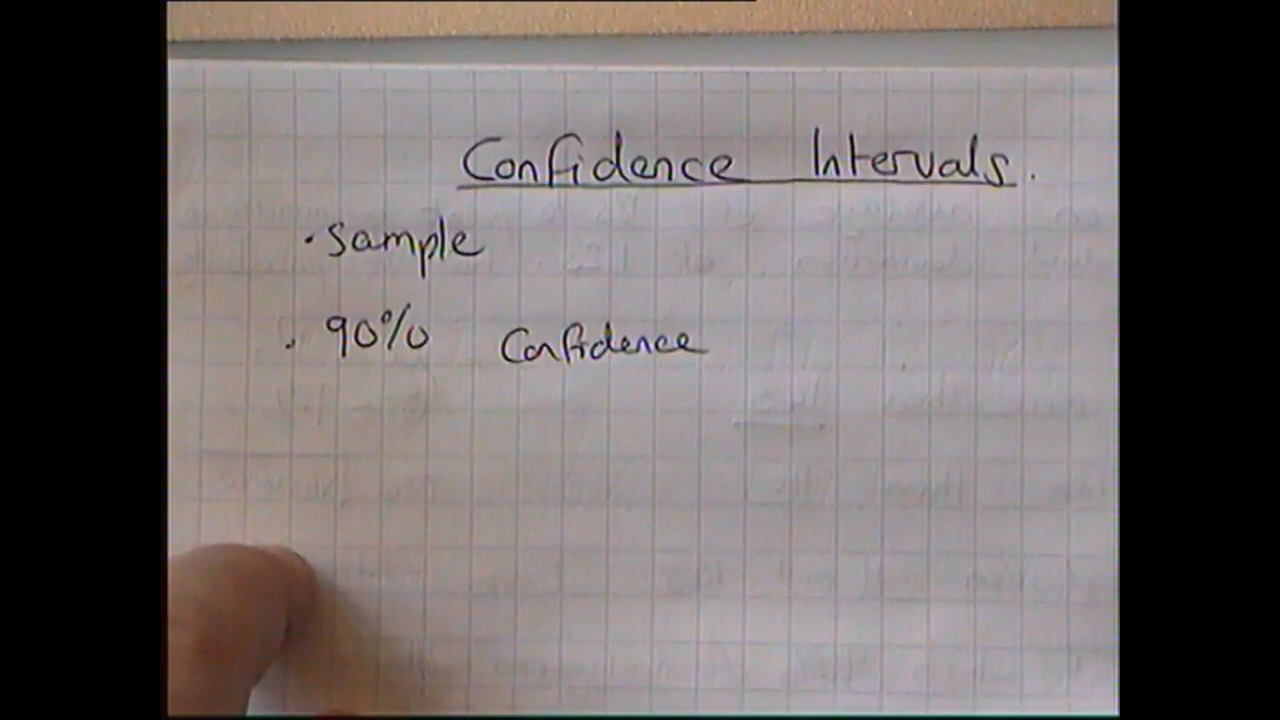 Confidence Intervals.
· Sample
· 90% Confidence